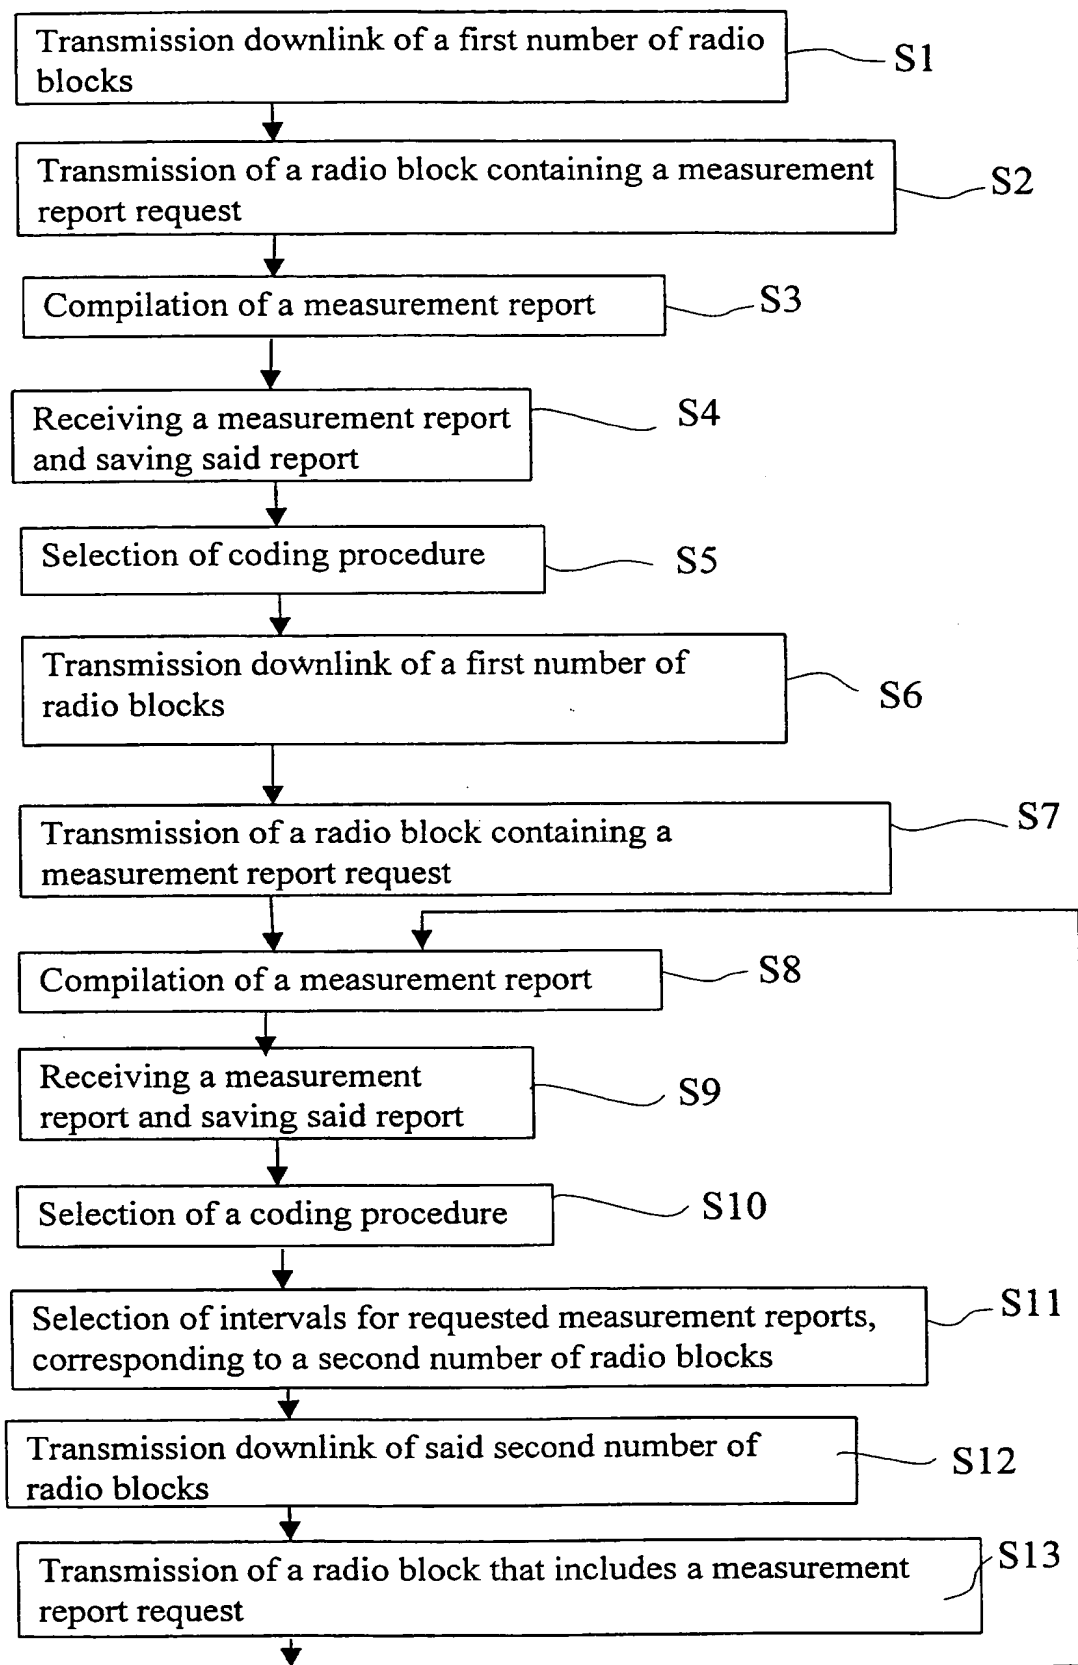 Transmission downlink of a first number of radio
blocks
S1
Transmission of a radio block containing a measurement
report request
S2
Compilation of a measurement report
S3
Receiving a measurement report
and saving said report
S4
Selection of coding procedure
S5
Transmission downlink of a first number of
radio blocks
S6
Transmission of a radio block containing a
measurement report request
S7
Compilation of a measurement report
S8
Receiving a measurement
report and saving said report
S9
Selection of a coding procedure
S10
Selection of intervals for requested measurement reports,
corresponding to a second number of radio blocks
S11
Transmission downlink of said second number of
radio blocks
S12
Transmission of a radio block that includes a measurement
report request
S13